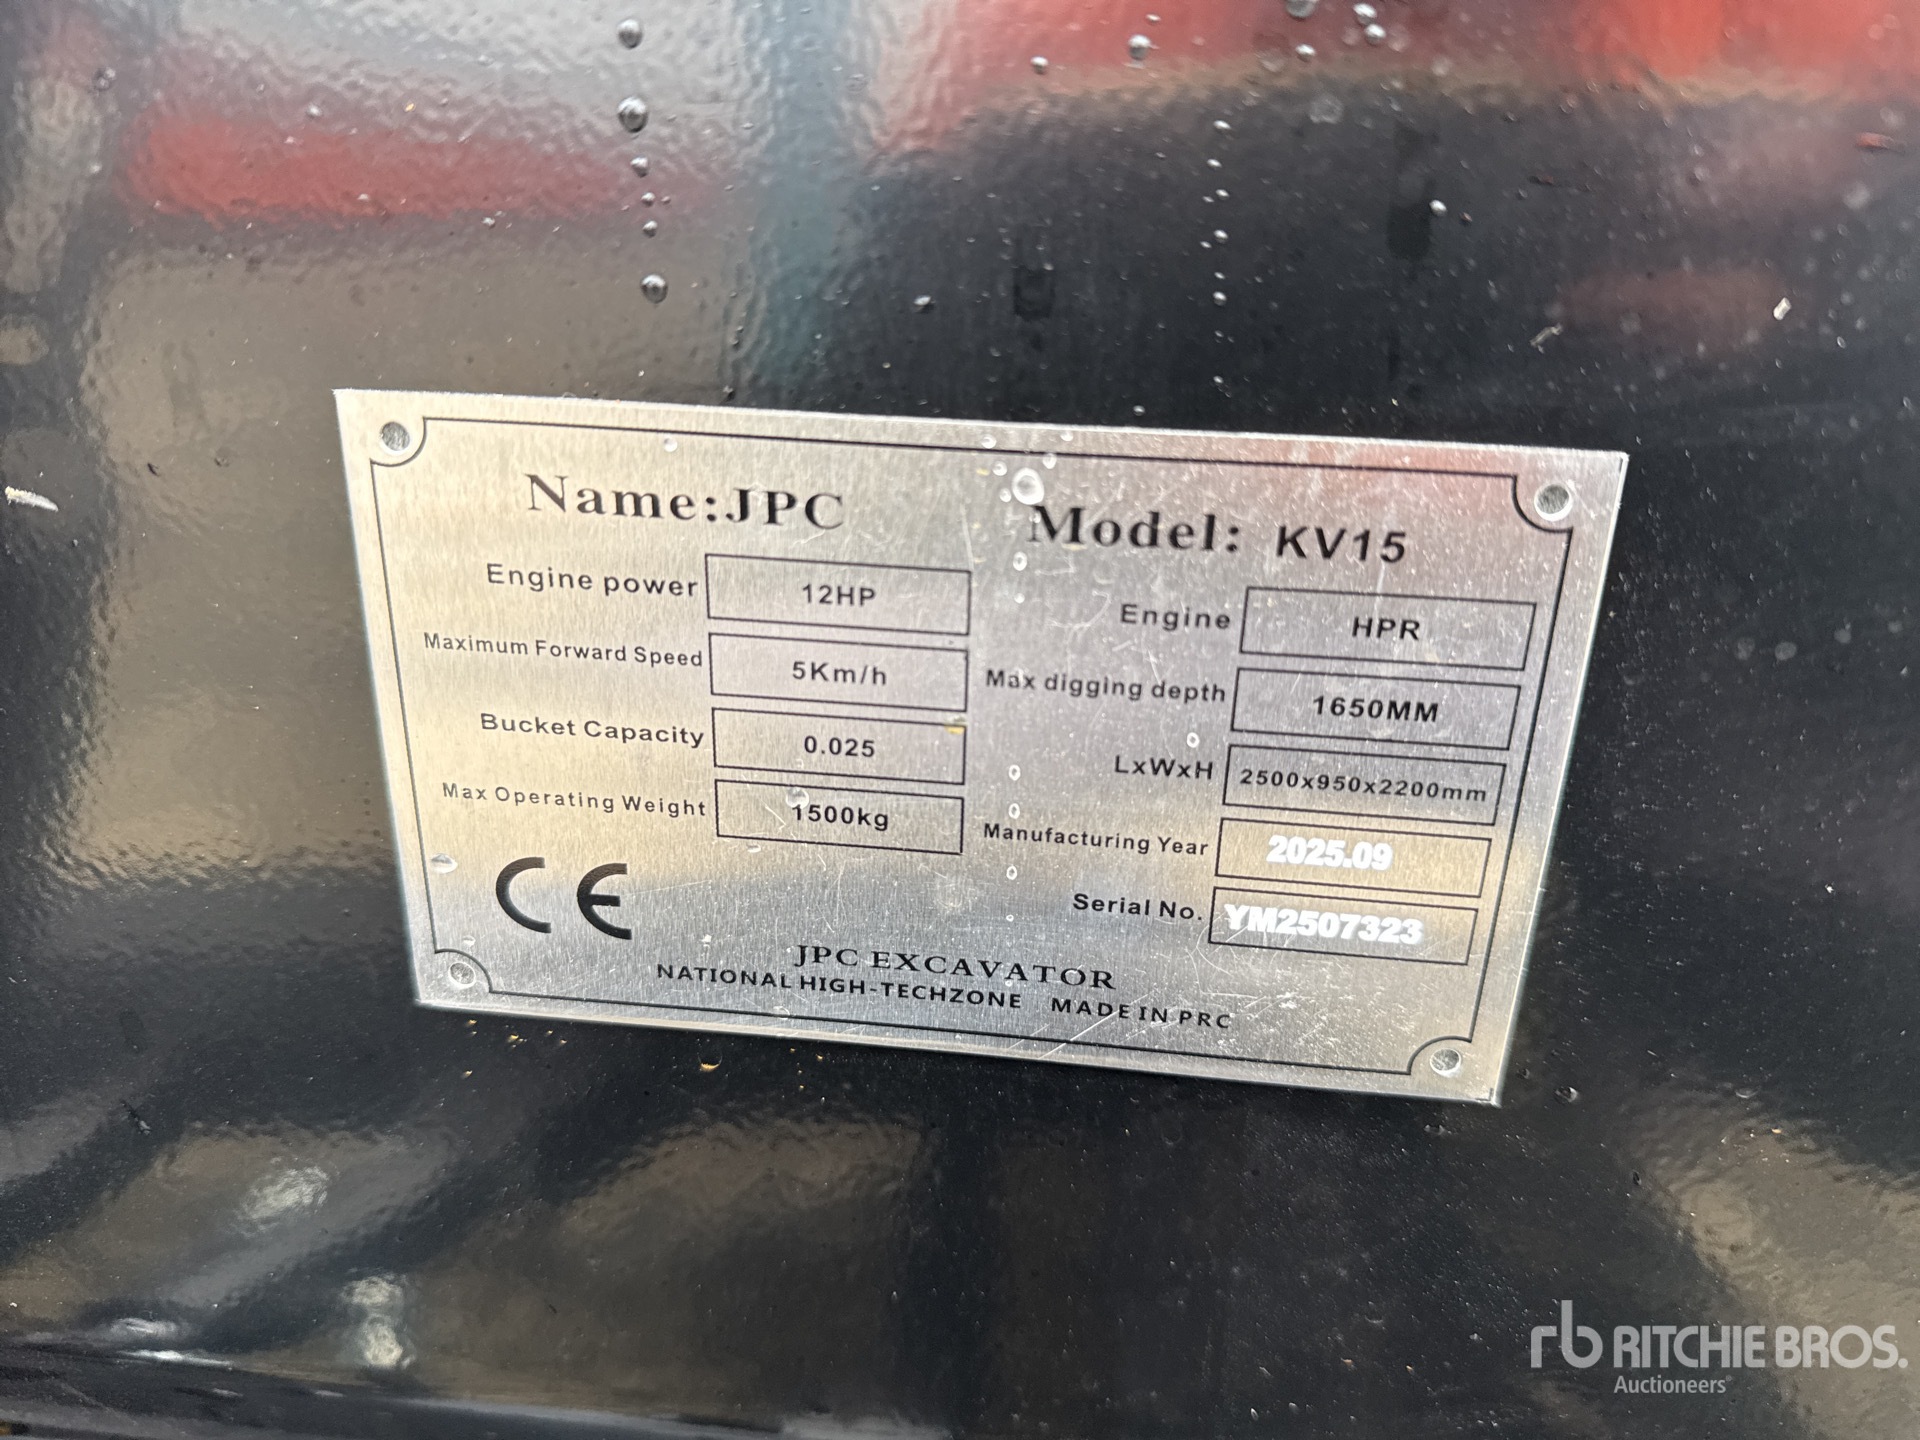 Name:JPC Model: KV15
Engine power 12HP Engine HPR
Maximum Forward Speed 5Km/h Max digging depth 1650MM
Bucket Capacity 0.025 LxWxH 2500x950x2200mm
Max Operating Weight 1500kg Manufacturing Year 2025.09
CE Serial No. YM2507323
JPC EXCAVATOR
NATIONAL HIGH-TECHZONE MADE IN PRC
rb RITCHIE BROS.
Auctioneers